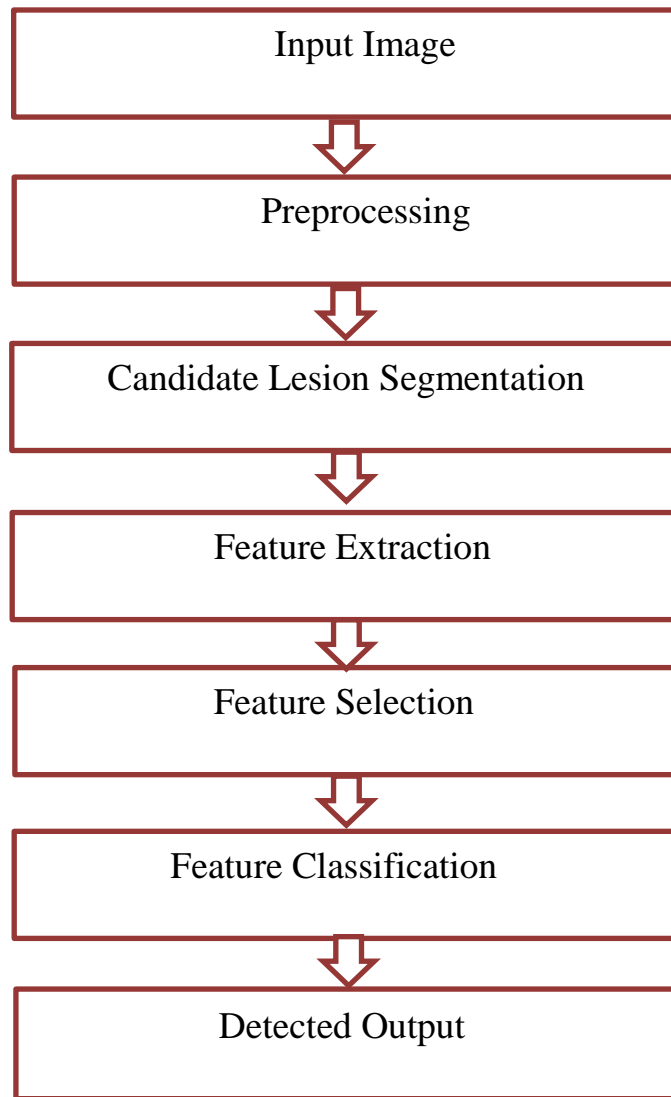 Input Image
Preprocessing
Candidate Lesion Segmentation
Feature Extraction
Feature Selection
Feature Classification
Detected Output